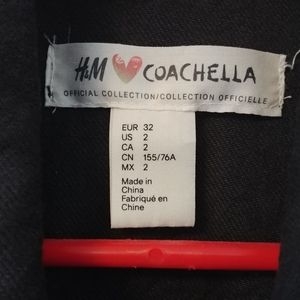 H&M COACHELLA
OFFICIAL COLLECTION/COLLECTION OFFICIELLE
EUR 32
US 2
CA 2
CN 155/76A
MX 2
Made in
China
Fabriqué en
Chine